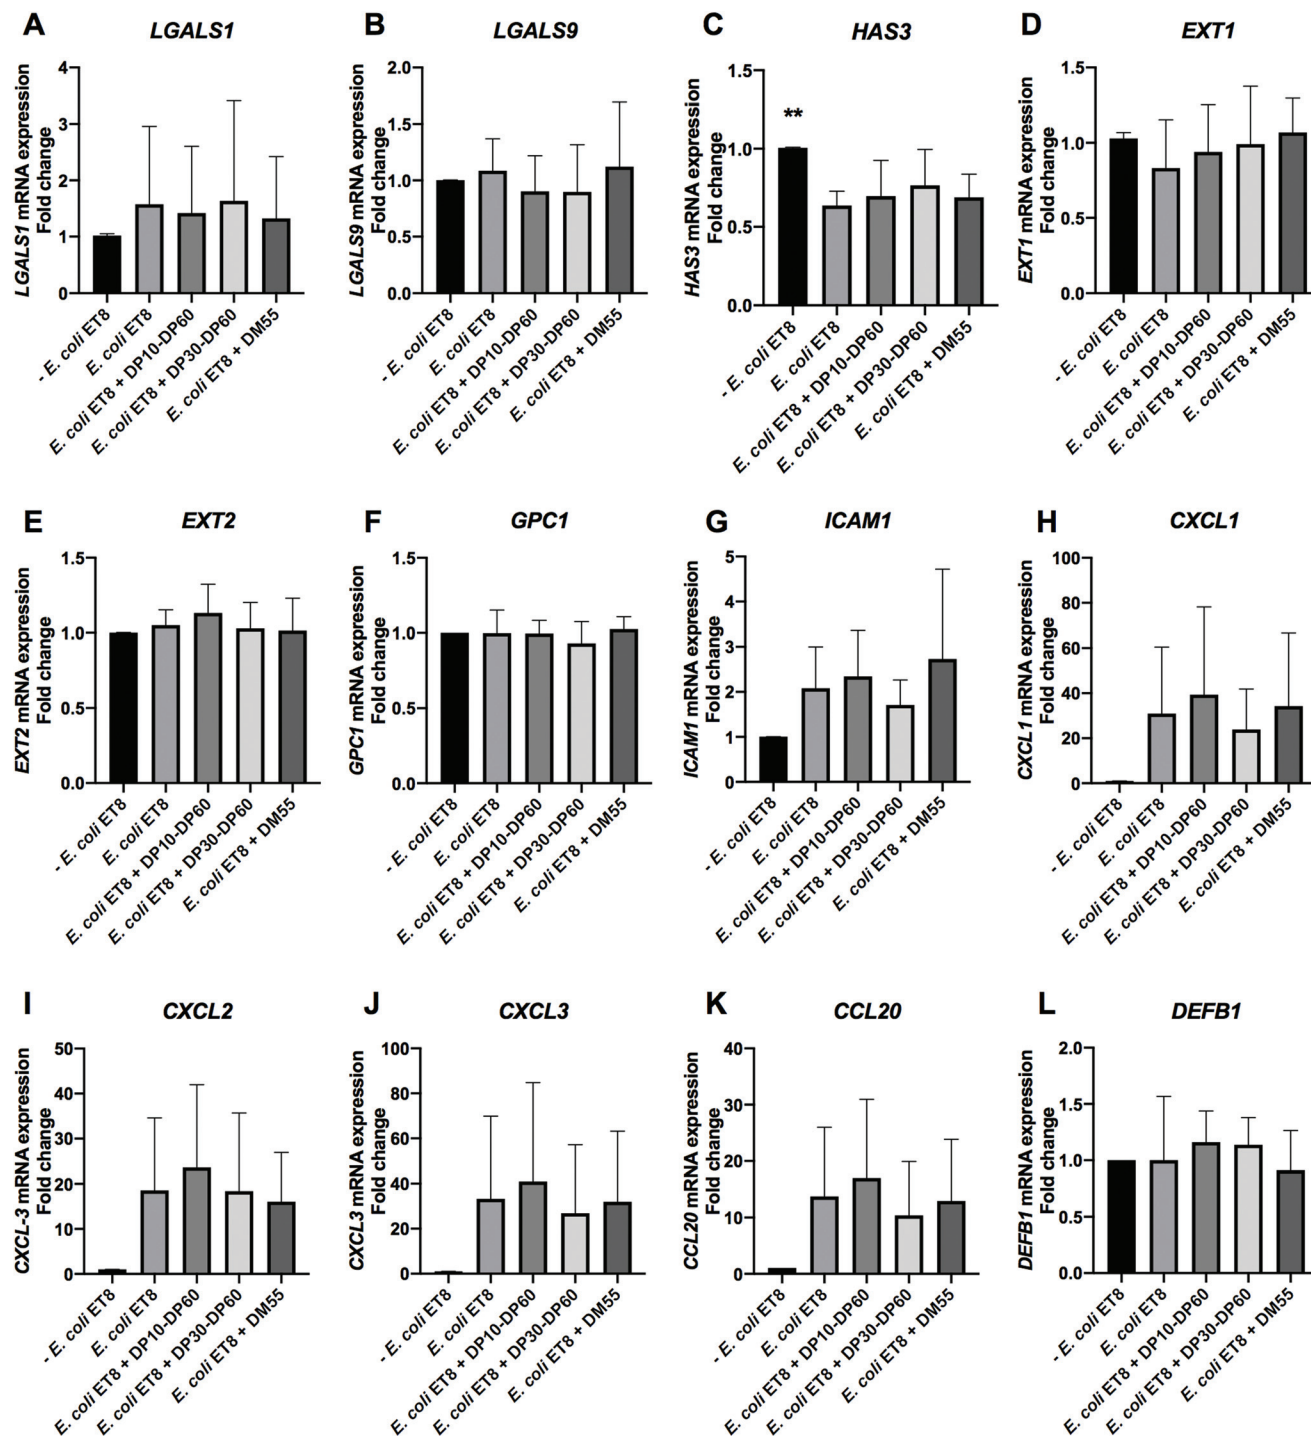 A
LGALS1
LGALS1 mRNA expression
Fold change
4
3
2
1
0
- E. coli ET8
E. coli ET8
E. coli ET8 + DP10-DP60
E. coli ET8 + DP30-DP60
E. coli ET8 + DM55
B
LGALS9
LGALS9 mRNA expression
Fold change
2.0
1.5
1.0
0.5
0.0
- E. coli ET8
E. coli ET8
E. coli ET8 + DP10-DP60
E. coli ET8 + DP30-DP60
E. coli ET8 + DM55
C
HAS3
HAS3 mRNA expression
Fold change
1.5
1.0
0.5
0.0
**
- E. coli ET8
E. coli ET8
E. coli ET8 + DP10-DP60
E. coli ET8 + DP30-DP60
E. coli ET8 + DM55
D
EXT1
EXT1 mRNA expression
Fold change
1.5
1.0
0.5
0.0
- E. coli ET8
E. coli ET8
E. coli ET8 + DP10-DP60
E. coli ET8 + DP30-DP60
E. coli ET8 + DM55
E
EXT2
EXT2 mRNA expression
Fold change
1.5
1.0
0.5
0.0
- E. coli ET8
E. coli ET8
E. coli ET8 + DP10-DP60
E. coli ET8 + DP30-DP60
E. coli ET8 + DM55
F
GPC1
GPC1 mRNA expression
Fold change
1.5
1.0
0.5
0.0
- E. coli ET8
E. coli ET8
E. coli ET8 + DP10-DP60
E. coli ET8 + DP30-DP60
E. coli ET8 + DM55
G
ICAM1
ICAM1 mRNA expression
Fold change
5
4
3
2
1
0
- E. coli ET8
E. coli ET8
E. coli ET8 + DP10-DP60
E. coli ET8 + DP30-DP60
E. coli ET8 + DM55
H
CXCL1
CXCL1 mRNA expression
Fold change
100
80
60
40
20
0
- E. coli ET8
E. coli ET8
E. coli ET8 + DP10-DP60
E. coli ET8 + DP30-DP60
E. coli ET8 + DM55
I
CXCL2
CXCL-3 mRNA expression
Fold change
50
40
30
20
10
0
- E. coli ET8
E. coli ET8
E. coli ET8 + DP10-DP60
E. coli ET8 + DP30-DP60
E. coli ET8 + DM55
J
CXCL3
CXCL3 mRNA expression
Fold change
100
80
60
40
20
0
- E. coli ET8
E. coli ET8
E. coli ET8 + DP10-DP60
E. coli ET8 + DP30-DP60
E. coli ET8 + DM55
K
CCL20
CCL20 mRNA expression
Fold change
40
30
20
10
0
- E. coli ET8
E. coli ET8
E. coli ET8 + DP10-DP60
E. coli ET8 + DP30-DP60
E. coli ET8 + DM55
L
DEFB1
DEFB1 mRNA expression
Fold change
2.0
1.5
1.0
0.5
0.0
- E. coli ET8
E. coli ET8
E. coli ET8 + DP10-DP60
E. coli ET8 + DP30-DP60
E. coli ET8 + DM55